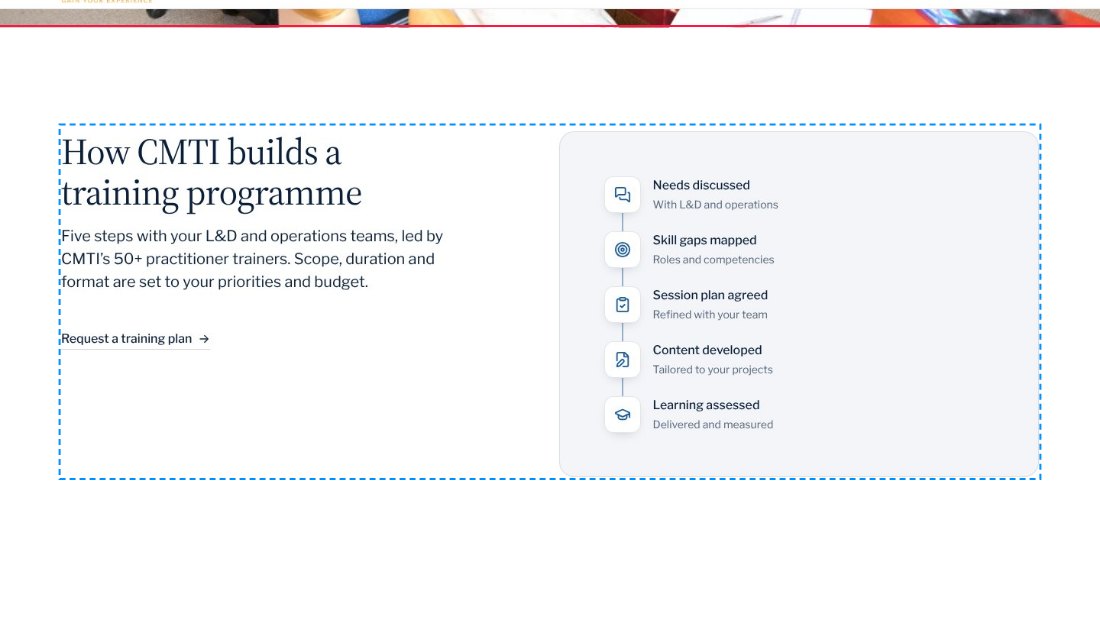 GAIN YOUR EXPERIENCE
How CMTI builds a
training programme
Five steps with your L&D and operations teams, led by
CMTI's 50+ practitioner trainers. Scope, duration and
format are set to your priorities and budget.
Request a training plan →
Needs discussed
With L&D and operations
Skill gaps mapped
Roles and competencies
Session plan agreed
Refined with your team
Content developed
Tailored to your projects
Learning assessed
Delivered and measured